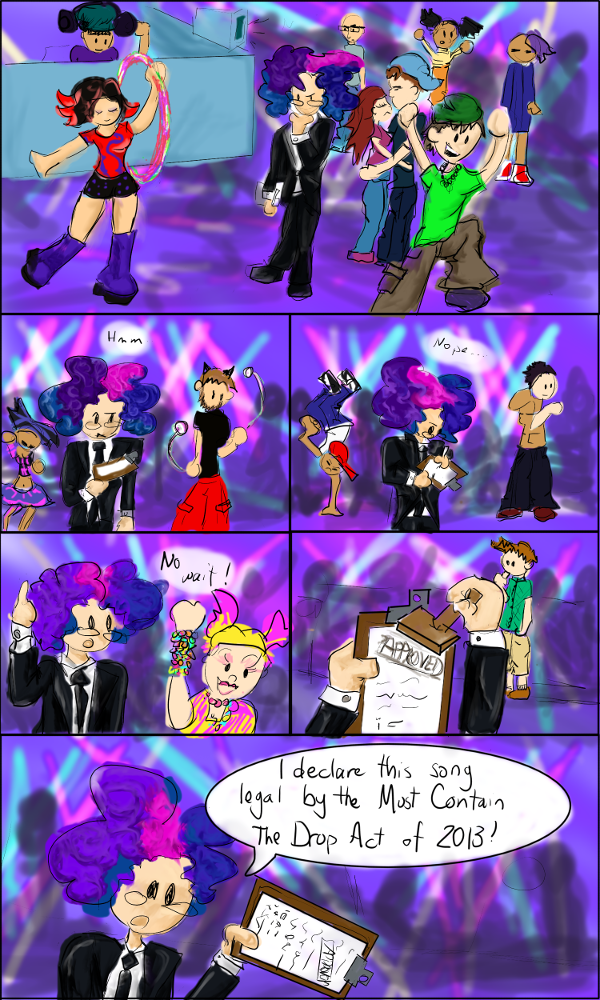 Hmm
Nope...
No
wait!
APPROVED
I declare this song
legal by the Must Contain
The Drop Act of 2013!